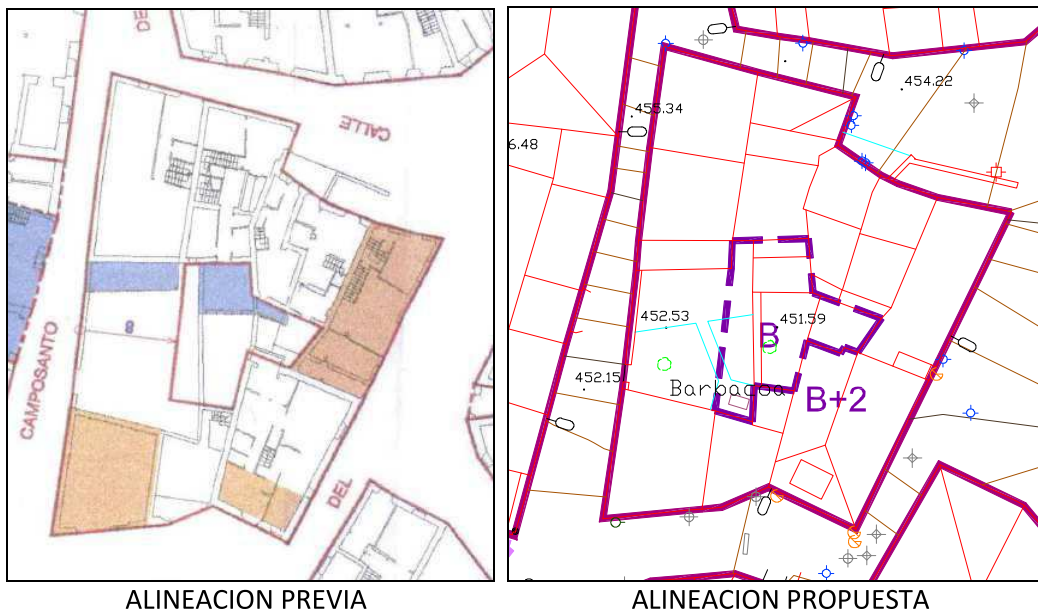 DE
CALLE
CAMPOSANTO
8
DEL
ALINEACION PREVIA
454.22
455.34
6.48
452.53
451.59
B
452.15
Barbacoa
B+2
ALINEACION PROPUESTA